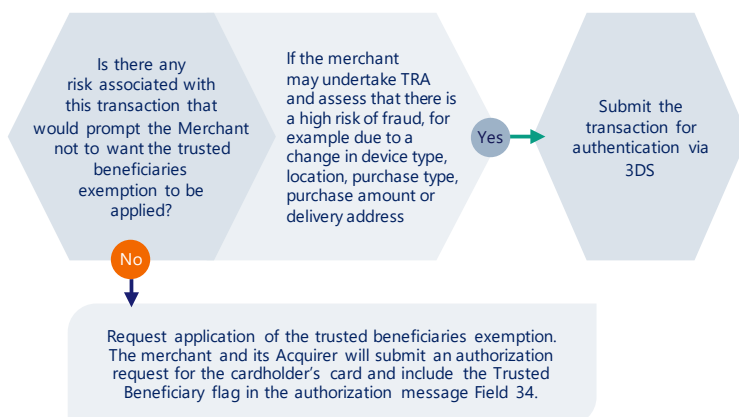 Is there any
risk associated with
this transaction that
would prompt the Merchant
not to want the trusted
beneficiaries
exemption to be
applied?
If the merchant
may undertake TRA
and assess that there is
a high risk of fraud, for
example due to a
change in device type,
location, purchase type,
purchase amount or
delivery address
Yes
Submit the
transaction for
authentication via
3DS
No
Request application of the trusted beneficiaries exemption.
The merchant and its Acquirer will submit an authorization
request for the cardholder's card and include the Trusted
Beneficiary flag in the authorization message Field 34.